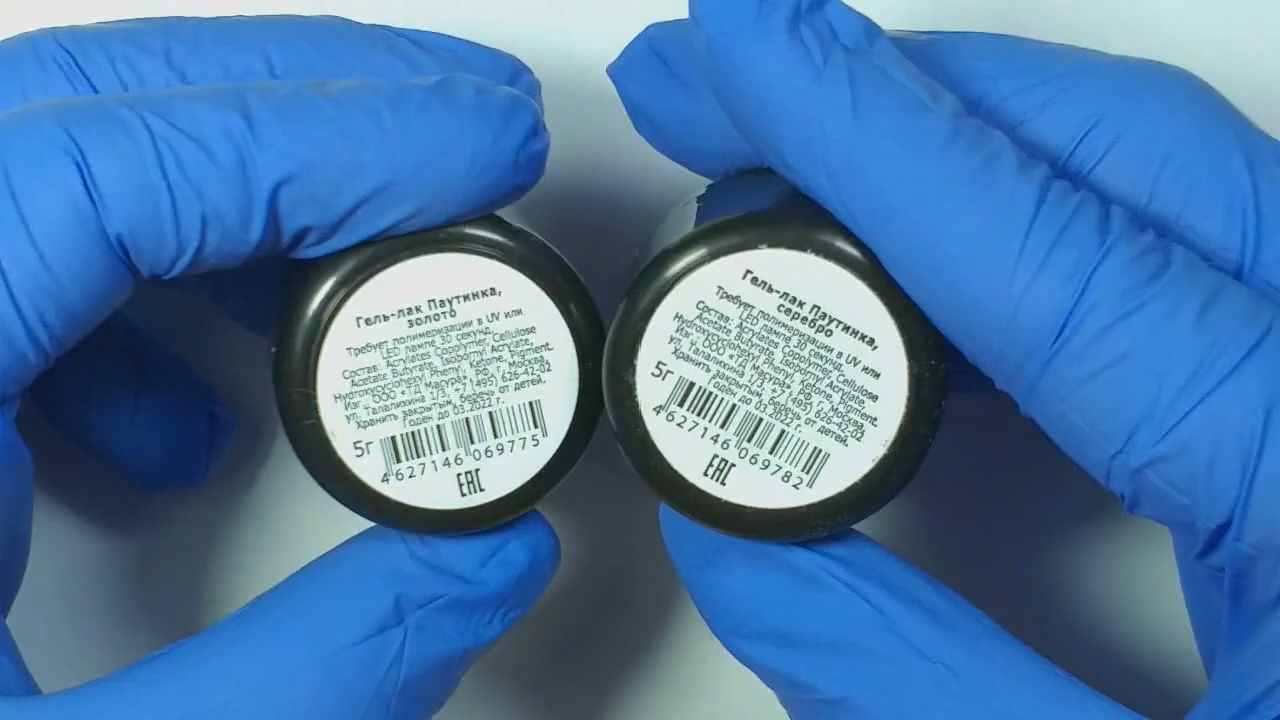 Гель-лак Паутинка,
золото
Требует полимеризации в UV или
LED лампе 30 секунд.
Состав: Acrylates Copolymer, Cellulose
Acetate Butyrate, Isobornyl Acrylate,
Hydroxycyclohexyl Phenyl, Ketone, Pigment.
Изг.: ООО «ТД Масура», РФ, г. Москва,
ул. Талалихина 1/3, +7 (495) 626-42-02
Хранить закрытым, беречь от детей.
Годен до 03.2022 г.
5г
4627146 069775
EAC
Гель-лак Паутинка,
серебро
Требует полимеризации в UV или
LED лампе 30 секунд.
Состав: Acrylates Copolymer, Cellulose
Acetate Butyrate, Isobornyl Acrylate,
Hydroxycyclohexyl Phenyl, Ketone, Pigment.
Изг.: ООО «ТД Масура», РФ, г. Москва,
ул. Талалихина 1/3, +7 (495) 626-42-02
Хранить закрытым, беречь от детей.
Годен до 03.2022 г.
5г
4627146 069782
EAC